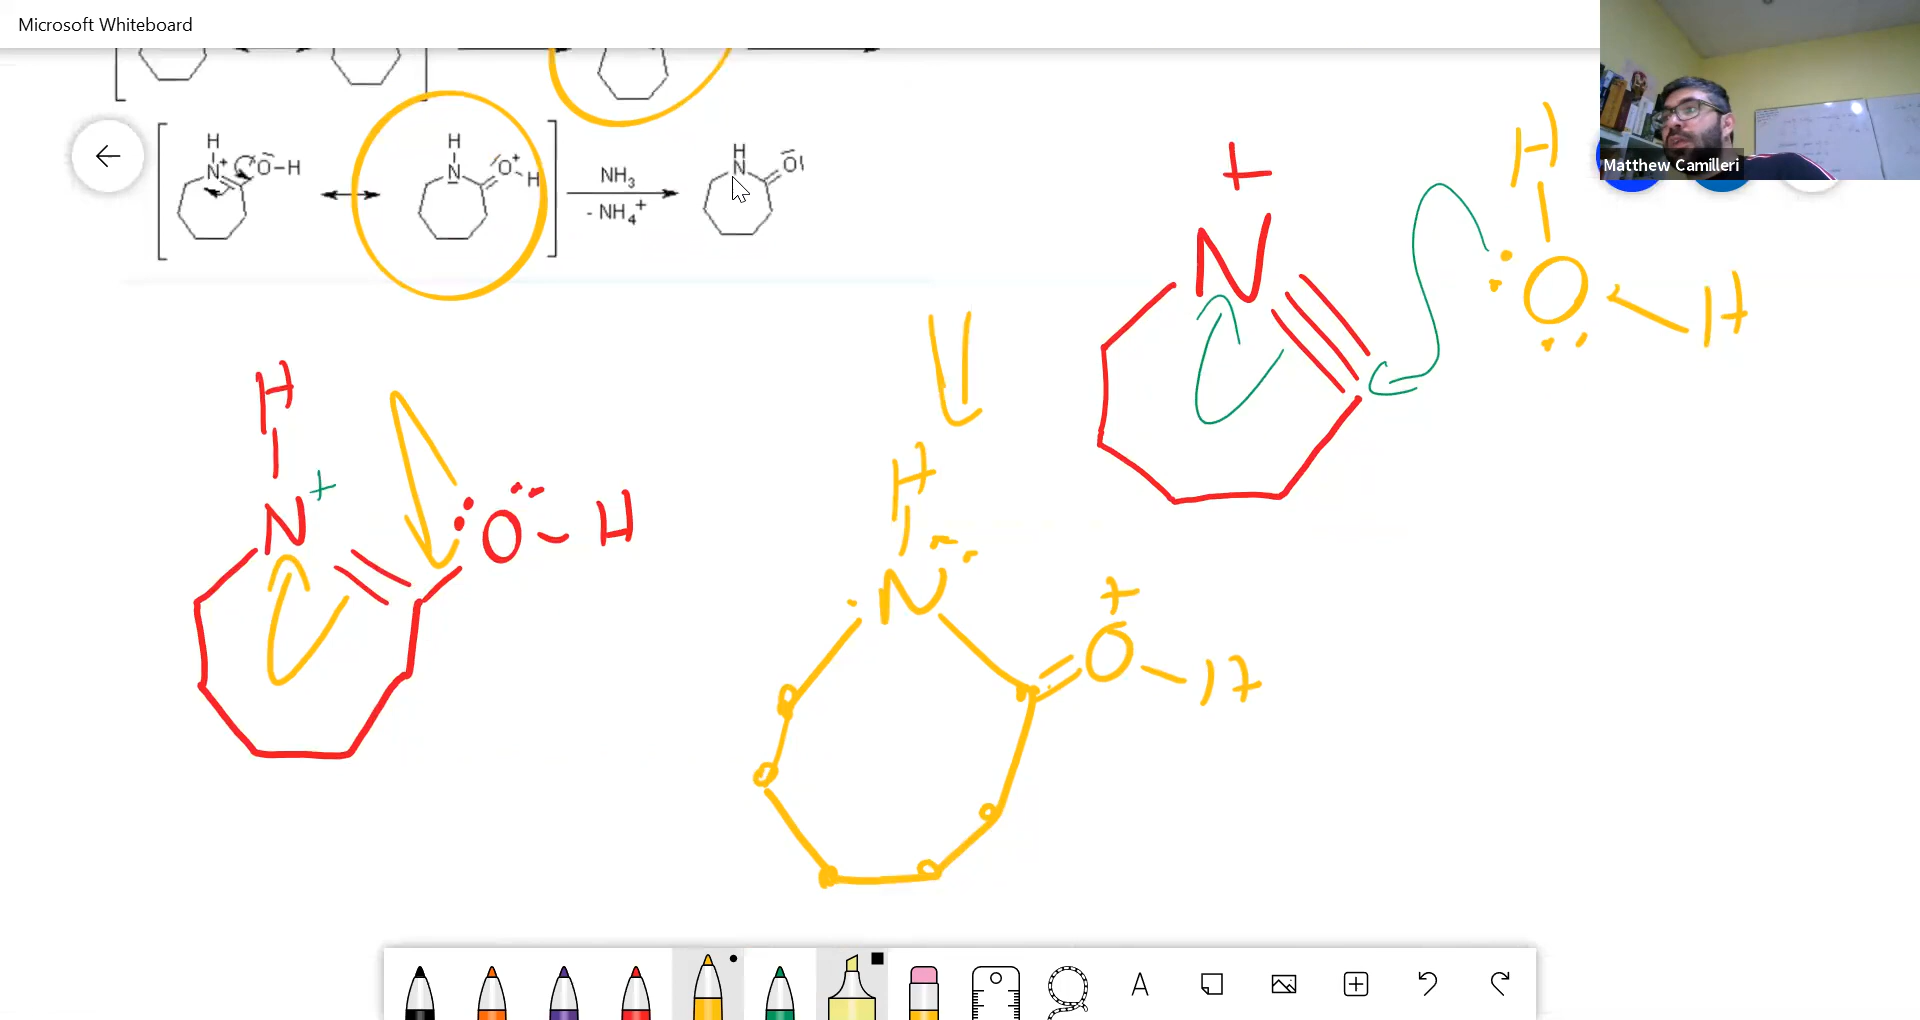 Microsoft Whiteboard
Matthew Camilleri
H
N+
O-H
H
N
O+
H
NH3
- NH4+
H
N
O
+
N
H
O
H
H
N+
O
H
H
N
+
O
H
A